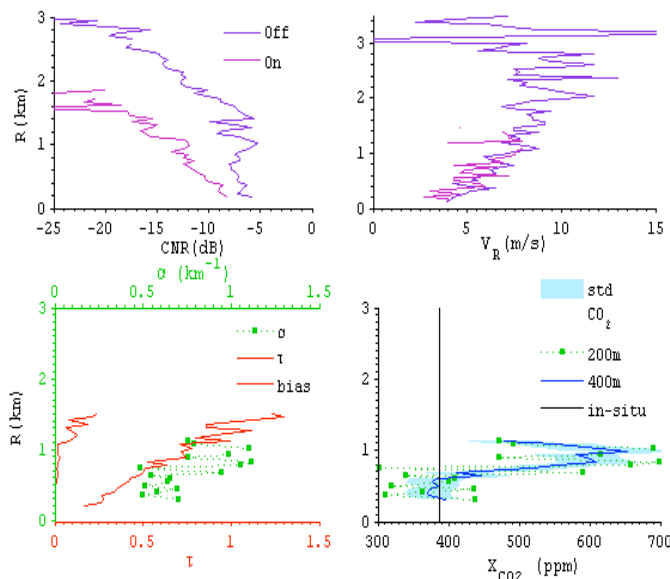 3
2
1
0
R (km)
Off
On
-25
-20
-15
-10
-5
0
CNR(dB)
4
3
2
1
0
5
10
15
V_R(m/s)
α (km⁻¹)
0
0.5
1
1.5
3
2
1
0
R (km)
α
τ
bias
0
0.5
1
1.5
τ
3
2
1
0
std
CO₂
200m
400m
in-situ
300
400
500
600
700
X_CO2 (ppm)